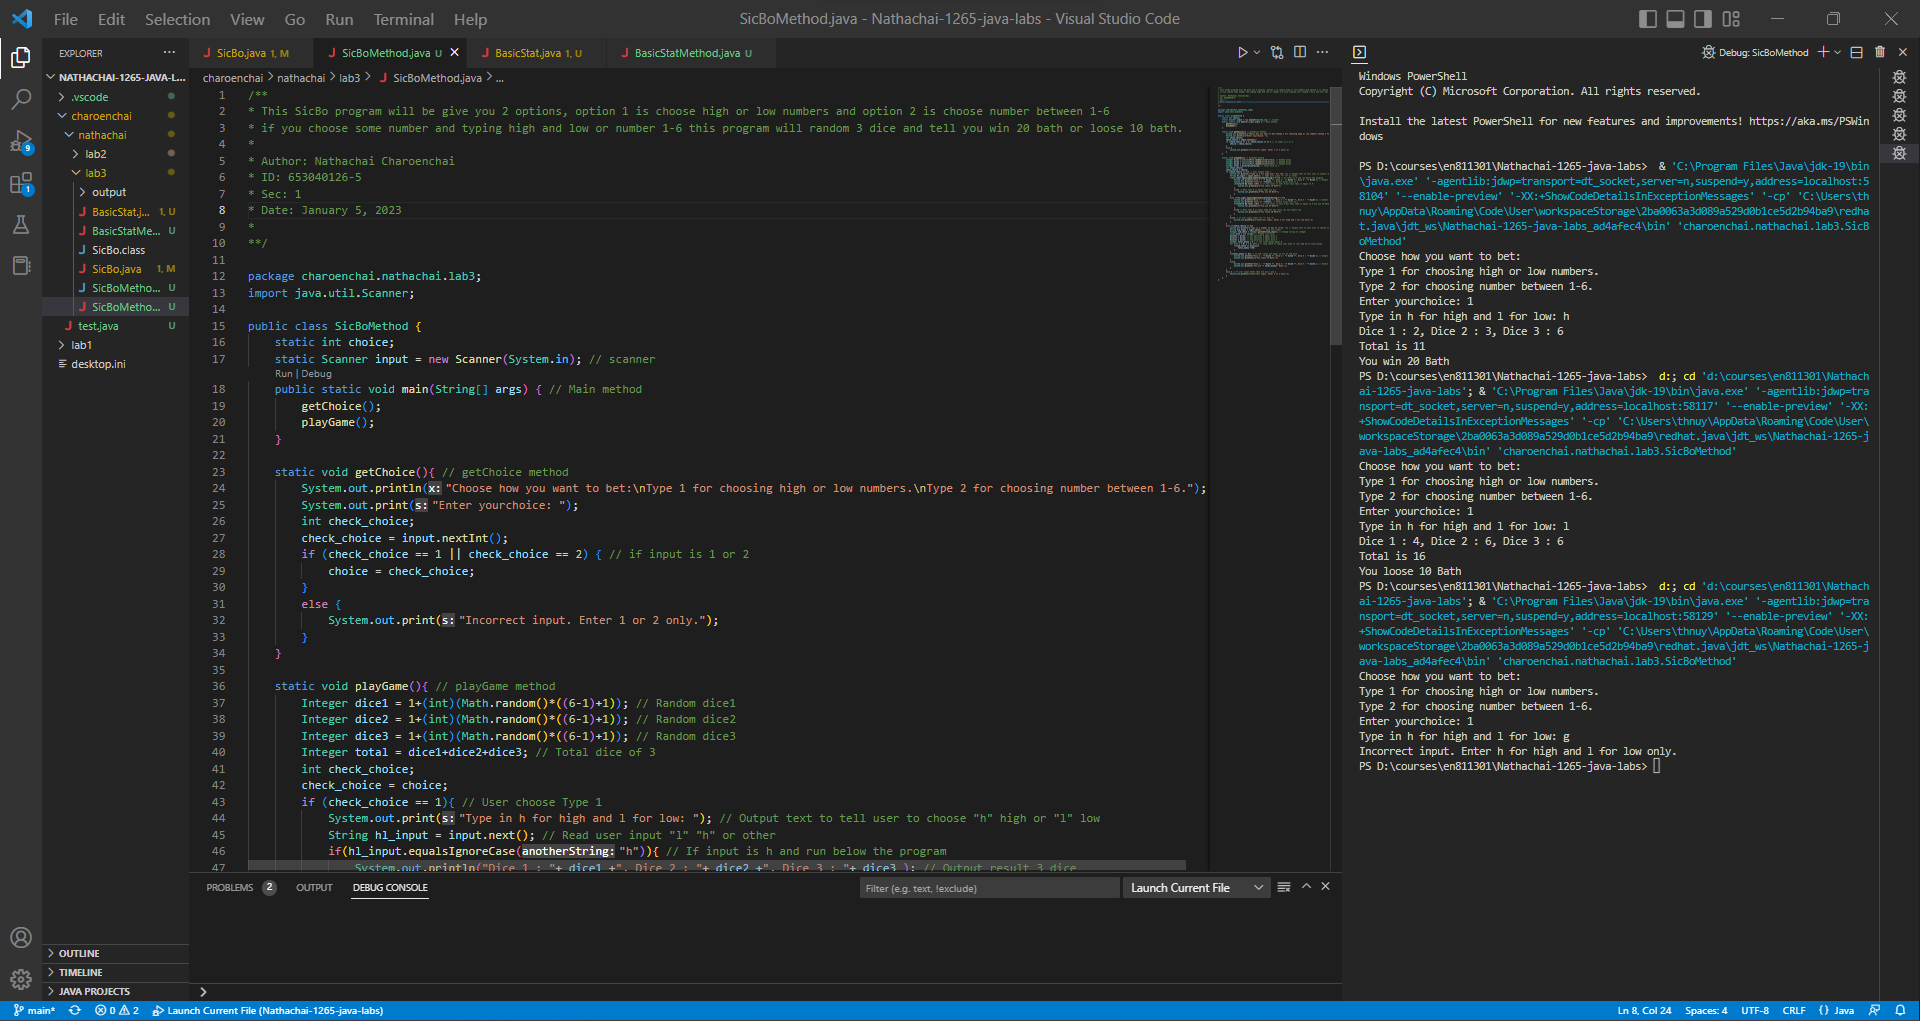 File Edit Selection View Go Run Terminal Help
SicBoMethod.java - Nathachai-1265-java-labs - Visual Studio Code
EXPLORER
NATHACHAI-1265-JAVA-L...
.vscode
charoenchai
nathachai
lab2
lab3
output
BasicStat.j... 1, U
BasicStatMe... U
SicBo.class
SicBo.java 1, M
SicBoMetho... U
SicBoMetho... U
test.java U
lab1
desktop.ini
OUTLINE
TIMELINE
JAVA PROJECTS
SicBo.java 1, M
SicBoMethod.java U
BasicStat.java 1, U
BasicStatMethod.java U
charoenchai > nathachai > lab3 > SicBoMethod.java > ...
1 /**
2 * This SicBo program will be give you 2 options, option 1 is choose high or low numbers and option 2 is choose number between 1-6
3 * if you choose some number and typing high and low or number 1-6 this program will random 3 dice and tell you win 20 bath or loose 10 bath.
4 *
5 * Author: Nathachai Charoenchai
6 * ID: 653040126-5
7 * Sec: 1
8 * Date: January 5, 2023
9 *
10 **/
11
12 package charoenchai.nathachai.lab3;
13 import java.util.Scanner;
14
15 public class SicBoMethod {
16 static int choice;
17 static Scanner input = new Scanner(System.in); // scanner
Run | Debug
18 public static void main(String[] args) { // Main method
19 getChoice();
20 playGame();
21 }
22
23 static void getChoice(){ // getChoice method
24 System.out.println(x: "Choose how you want to bet:\nType 1 for choosing high or low numbers.\nType 2 for choosing number between 1-6.");
25 System.out.print(s: "Enter yourchoice: ");
26 int check_choice;
27 check_choice = input.nextInt();
28 if (check_choice == 1 || check_choice == 2) { // if input is 1 or 2
29 choice = check_choice;
30 }
31 else {
32 System.out.print(s: "Incorrect input. Enter 1 or 2 only.");
33 }
34 }
35
36 static void playGame(){ // playGame method
37 Integer dice1 = 1+(int)(Math.random()*((6-1)+1)); // Random dice1
38 Integer dice2 = 1+(int)(Math.random()*((6-1)+1)); // Random dice2
39 Integer dice3 = 1+(int)(Math.random()*((6-1)+1)); // Random dice3
40 Integer total = dice1+dice2+dice3; // Total dice of 3
41 int check_choice;
42 check_choice = choice;
43 if (check_choice == 1){ // User choose Type 1
44 System.out.print(s: "Type in h for high and l for low: "); // Output text to tell user to choose "h" high or "l" low
45 String hl_input = input.next(); // Read user input "l" "h" or other
46 if(hl_input.equalsIgnoreCase(anotherString: "h")){ // If input is h and run below the program
47 System.out.println("Dice 1 : "+ dice1 +", Dice 2 : "+ dice2 +", Dice 3 : "+ dice3 ); // Output result 3 dice
PROBLEMS 2 OUTPUT DEBUG CONSOLE
Filter (e.g. text, !exclude)
Launch Current File
Debug: SicBoMethod
Windows PowerShell
Copyright (C) Microsoft Corporation. All rights reserved.
Install the latest PowerShell for new features and improvements! https://aka.ms/PSWin
dows
PS D:\courses\en811301\Nathachai-1265-java-labs> & 'C:\Program Files\Java\jdk-19\bin
\java.exe' '-agentlib:jdwp=transport=dt_socket,server=n,suspend=y,address=localhost:5
8104' '--enable-preview' '-XX:+ShowCodeDetailsInExceptionMessages' '-cp' 'C:\Users\th
nuy\AppData\Roaming\Code\User\workspaceStorage\2ba0063a3d089a529d0b1ce5d2b94ba9\redha
t.java\jdt_ws\Nathachai-1265-java-labs_ad4afec4\bin' 'charoenchai.nathachai.lab3.SicB
oMethod'
Choose how you want to bet:
Type 1 for choosing high or low numbers.
Type 2 for choosing number between 1-6.
Enter yourchoice: 1
Type in h for high and l for low: h
Dice 1 : 2, Dice 2 : 3, Dice 3 : 6
Total is 11
You win 20 Bath
PS D:\courses\en811301\Nathachai-1265-java-labs> d:; cd 'd:\courses\en811301\Nathach
ai-1265-java-labs'; & 'C:\Program Files\Java\jdk-19\bin\java.exe' '-agentlib:jdwp=tra
nsport=dt_socket,server=n,suspend=y,address=localhost:58117' '--enable-preview' '-XX:
+ShowCodeDetailsInExceptionMessages' '-cp' 'C:\Users\thnuy\AppData\Roaming\Code\User\
workspaceStorage\2ba0063a3d089a529d0b1ce5d2b94ba9\redhat.java\jdt_ws\Nathachai-1265-j
ava-labs_ad4afec4\bin' 'charoenchai.nathachai.lab3.SicBoMethod'
Choose how you want to bet:
Type 1 for choosing high or low numbers.
Type 2 for choosing number between 1-6.
Enter yourchoice: 1
Type in h for high and l for low: l
Dice 1 : 4, Dice 2 : 6, Dice 3 : 6
Total is 16
You loose 10 Bath
PS D:\courses\en811301\Nathachai-1265-java-labs> d:; cd 'd:\courses\en811301\Nathach
ai-1265-java-labs'; & 'C:\Program Files\Java\jdk-19\bin\java.exe' '-agentlib:jdwp=tra
nsport=dt_socket,server=n,suspend=y,address=localhost:58129' '--enable-preview' '-XX:
+ShowCodeDetailsInExceptionMessages' '-cp' 'C:\Users\thnuy\AppData\Roaming\Code\User\
workspaceStorage\2ba0063a3d089a529d0b1ce5d2b94ba9\redhat.java\jdt_ws\Nathachai-1265-j
ava-labs_ad4afec4\bin' 'charoenchai.nathachai.lab3.SicBoMethod'
Choose how you want to bet:
Type 1 for choosing high or low numbers.
Type 2 for choosing number between 1-6.
Enter yourchoice: 1
Type in h for high and l for low: g
Incorrect input. Enter h for high and l for low only.
PS D:\courses\en811301\Nathachai-1265-java-labs>
main* 0 2 Launch Current File (Nathachai-1265-java-labs)
Ln 8, Col 24 Spaces: 4 UTF-8 CRLF {} Java